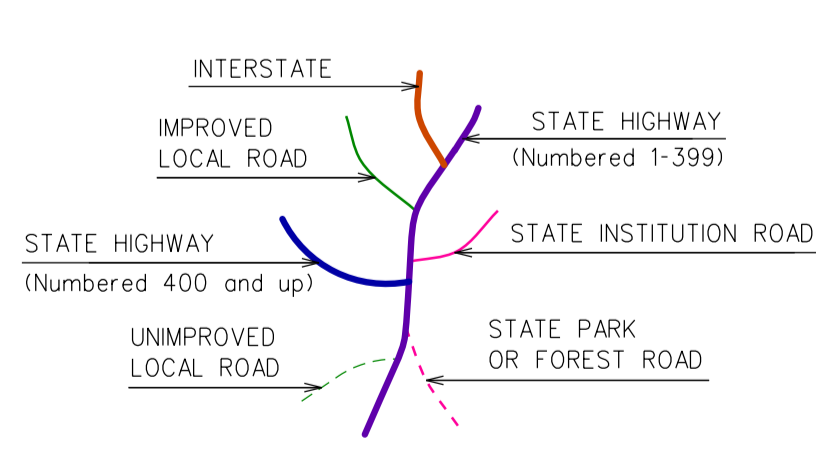 INTERSTATE
STATE HIGHWAY
(Numbered 1-399)
IMPROVED
LOCAL ROAD
STATE HIGHWAY
(Numbered 400 and up)
STATE INSTITUTION ROAD
UNIMPROVED
LOCAL ROAD
STATE PARK
OR FOREST ROAD